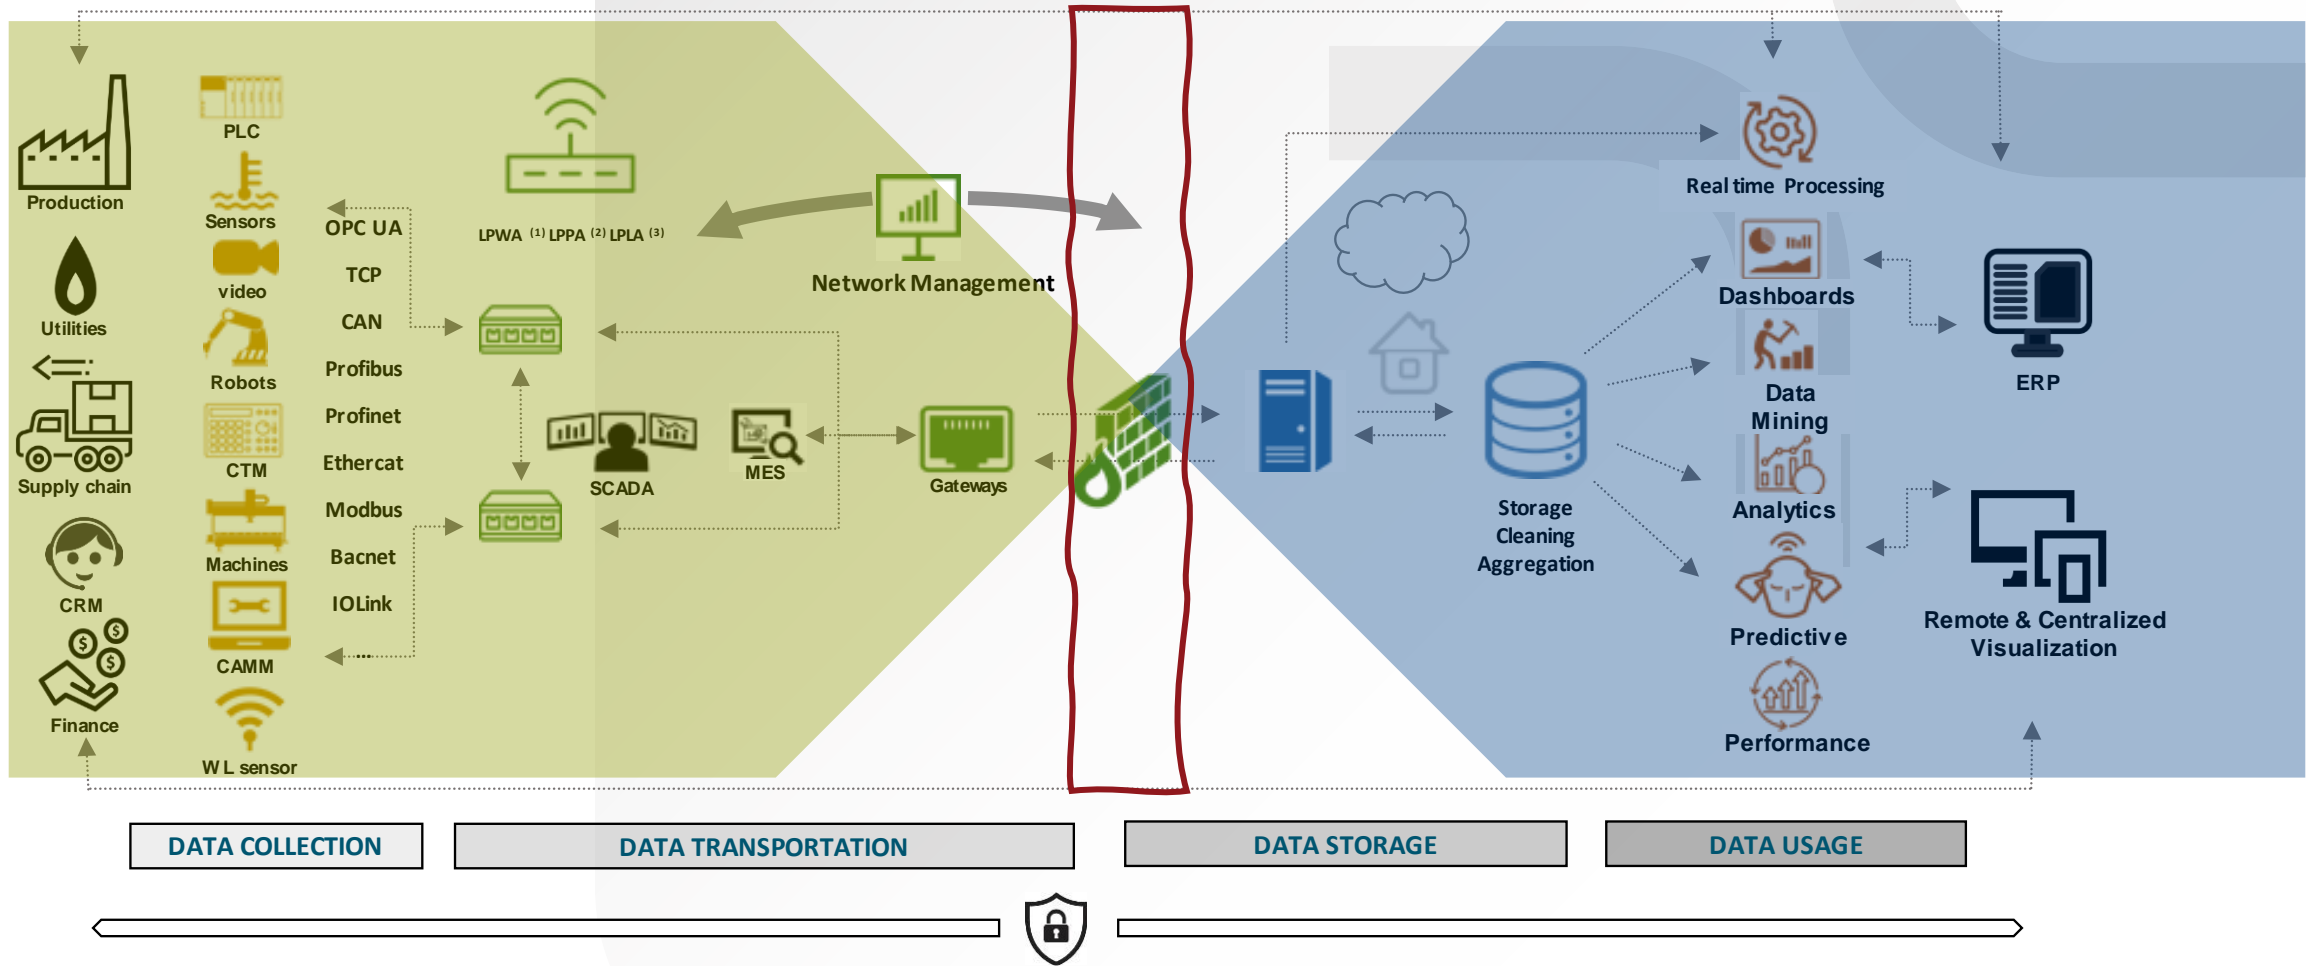 Production
Utilities
Supply chain
CRM
Finance
PLC
Sensors
video
Robots
CTM
Machines
CAMM
WL sensor
OPC UA
TCP
CAN
Profibus
Profinet
Ethercat
Modbus
Bacnet
IOLink
...
LPWA (1) LPPA (2) LPLA (3)
SCADA
MES
Network Management
Gateways
Storage
Cleaning
Aggregation
Real time Processing
Dashboards
Data
Mining
Analytics
Predictive
Performance
ERP
Remote & Centralized
Visualization
DATA COLLECTION
DATA TRANSPORTATION
DATA STORAGE
DATA USAGE